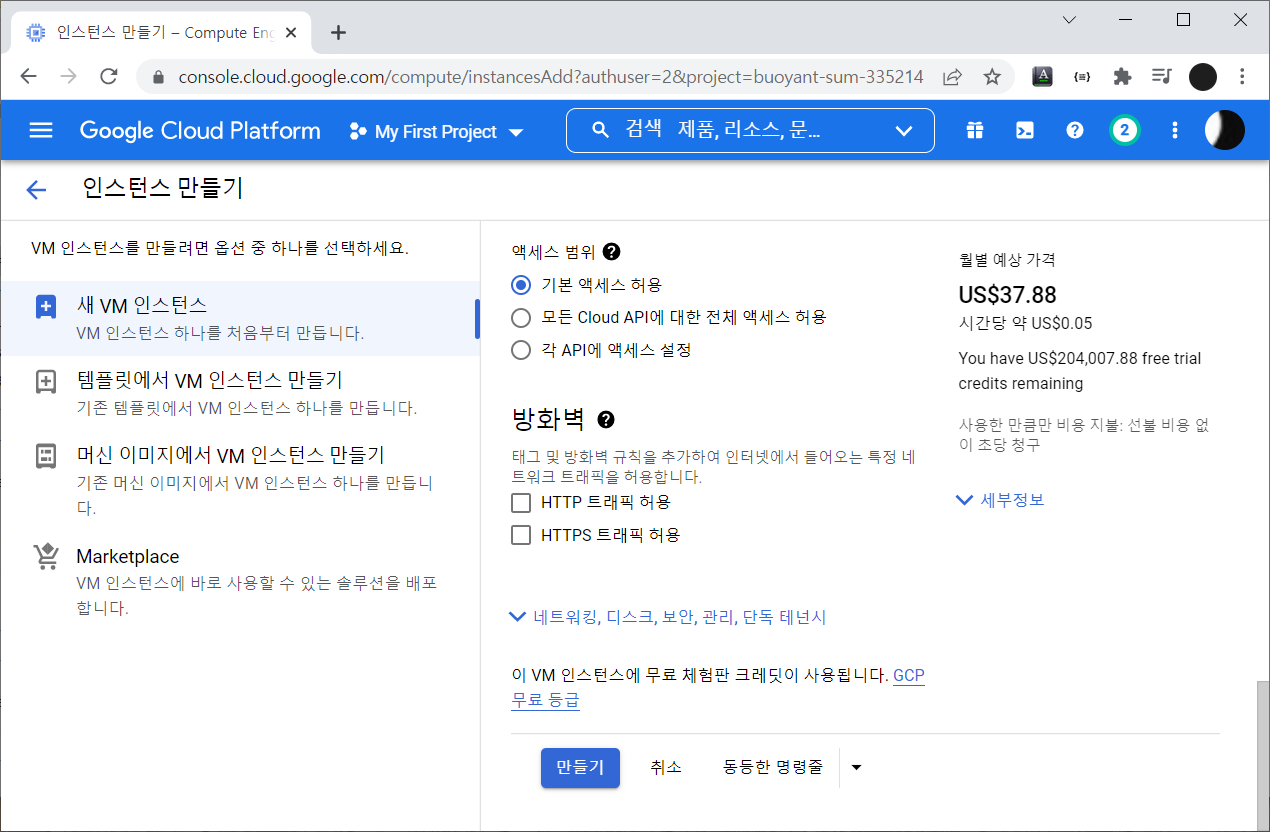 인스턴스 만들기 – Compute Eng
console.cloud.google.com/compute/instancesAdd?authuser=2&project=buoyant-sum-335214
Google Cloud Platform
My First Project
검색 제품, 리소스, 문...
2
인스턴스 만들기
VM 인스턴스를 만들려면 옵션 중 하나를 선택하세요.
새 VM 인스턴스
VM 인스턴스 하나를 처음부터 만듭니다.
템플릿에서 VM 인스턴스 만들기
기존 템플릿에서 VM 인스턴스 하나를 만듭니다.
머신 이미지에서 VM 인스턴스 만들기
기존 머신 이미지에서 VM 인스턴스 하나를 만듭니
다.
Marketplace
VM 인스턴스에 바로 사용할 수 있는 솔루션을 배포
합니다.
액세스 범위
기본 액세스 허용
모든 Cloud API에 대한 전체 액세스 허용
각 API에 액세스 설정
방화벽
태그 및 방화벽 규칙을 추가하여 인터넷에서 들어오는 특정 네
트워크 트래픽을 허용합니다.
HTTP 트래픽 허용
HTTPS 트래픽 허용
네트워킹, 디스크, 보안, 관리, 단독 테넌시
이 VM 인스턴스에 무료 체험판 크레딧이 사용됩니다. GCP
무료 등급
만들기
취소
동등한 명령줄
월별 예상 가격
US$37.88
시간당 약 US$0.05
You have US$204,007.88 free trial
credits remaining
사용한 만큼만 비용 지불: 선불 비용 없
이 초당 청구
세부정보